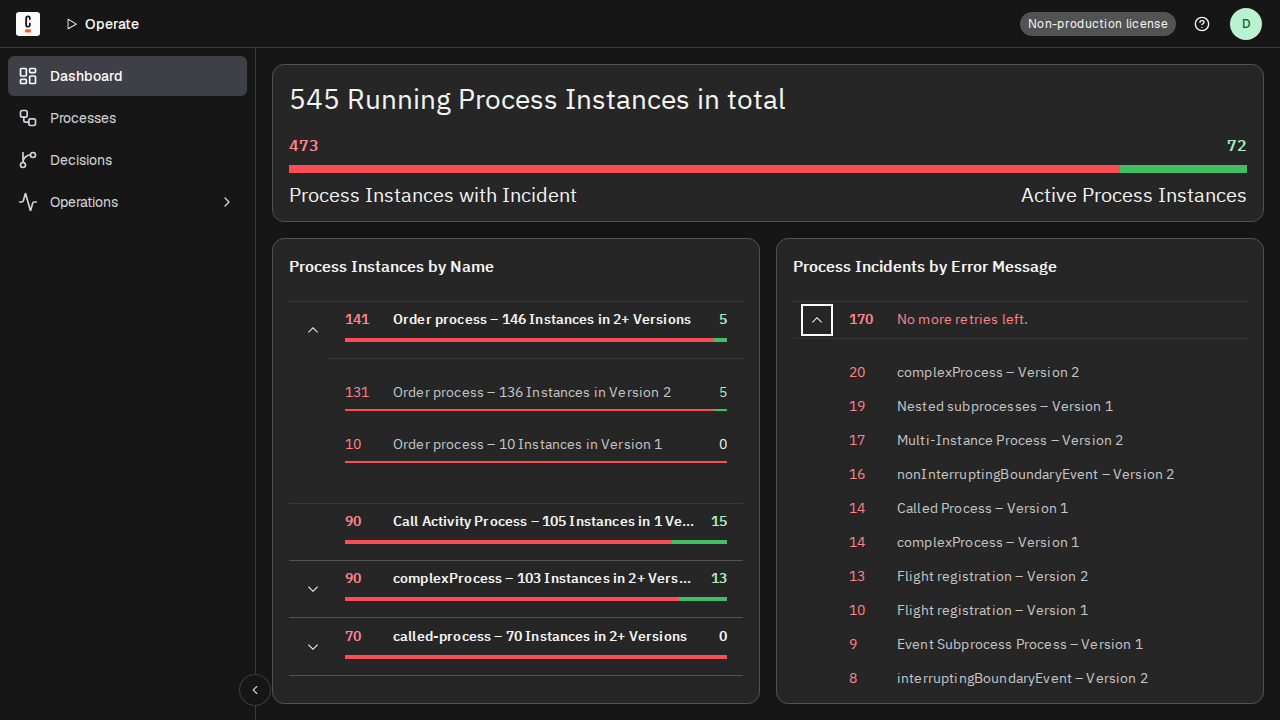 Operate
Non-production license
D
Dashboard
Processes
Decisions
Operations
545 Running Process Instances in total
473
72
Process Instances with Incident
Active Process Instances
Process Instances by Name
141 Order process – 146 Instances in 2+ Versions 5
131 Order process – 136 Instances in Version 2 5
10 Order process – 10 Instances in Version 1 0
90 Call Activity Process – 105 Instances in 1 Ve... 15
90 complexProcess – 103 Instances in 2+ Vers... 13
70 called-process – 70 Instances in 2+ Versions 0
Process Incidents by Error Message
170 No more retries left.
20 complexProcess – Version 2
19 Nested subprocesses – Version 1
17 Multi-Instance Process – Version 2
16 nonInterruptingBoundaryEvent – Version 2
14 Called Process – Version 1
14 complexProcess – Version 1
13 Flight registration – Version 2
10 Flight registration – Version 1
9 Event Subprocess Process – Version 1
8 interruptingBoundaryEvent – Version 2